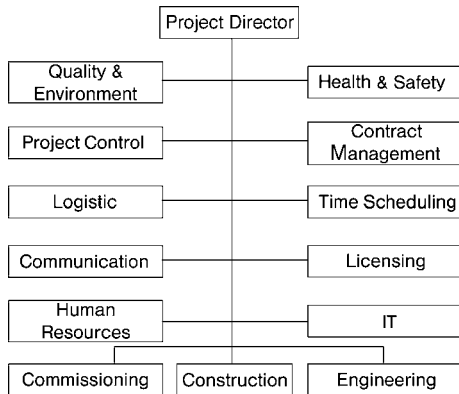 Project Director
Quality &
Environment
Health & Safety
Project Control
Contract
Management
Logistic
Time Scheduling
Communication
Licensing
Human
Resources
IT
Commissioning
Construction
Engineering